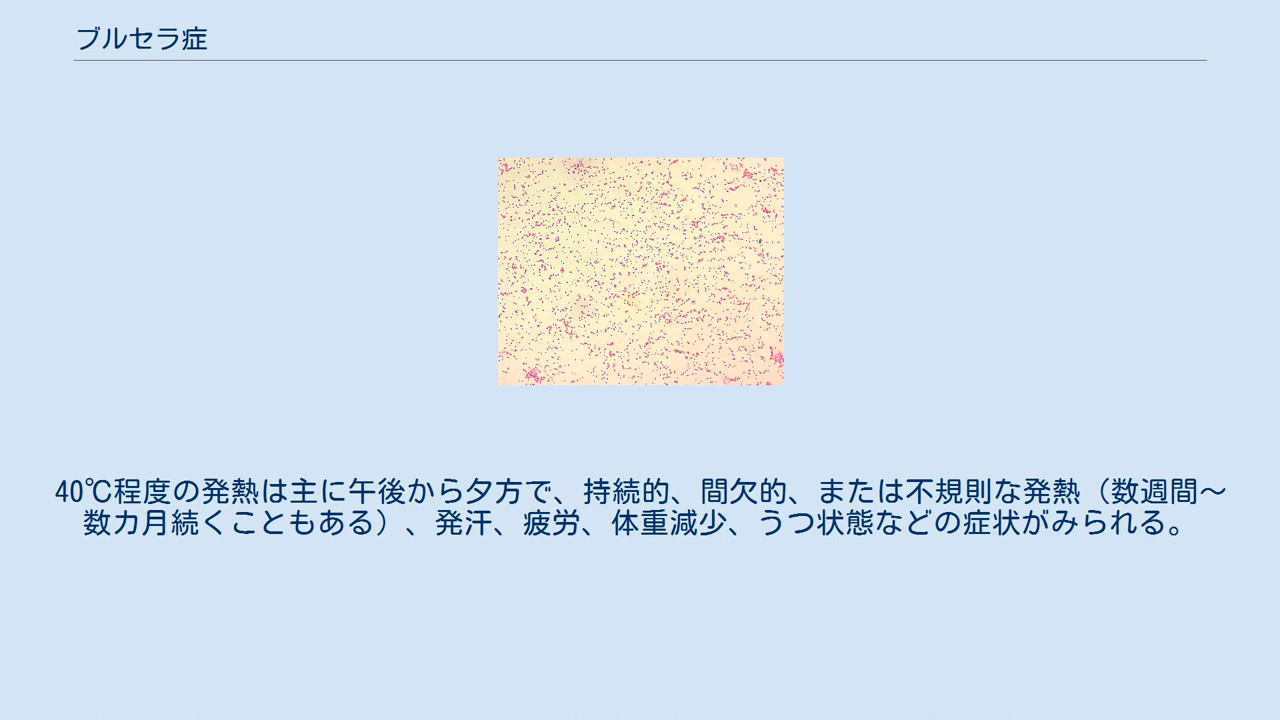 ブルセラ症
40℃程度の発熱は主に午後から夕方で、持続的、間欠的、または不規則な発熱（数週間～
数カ月続くこともある）、発汗、疲労、体重減少、うつ状態などの症状がみられる。